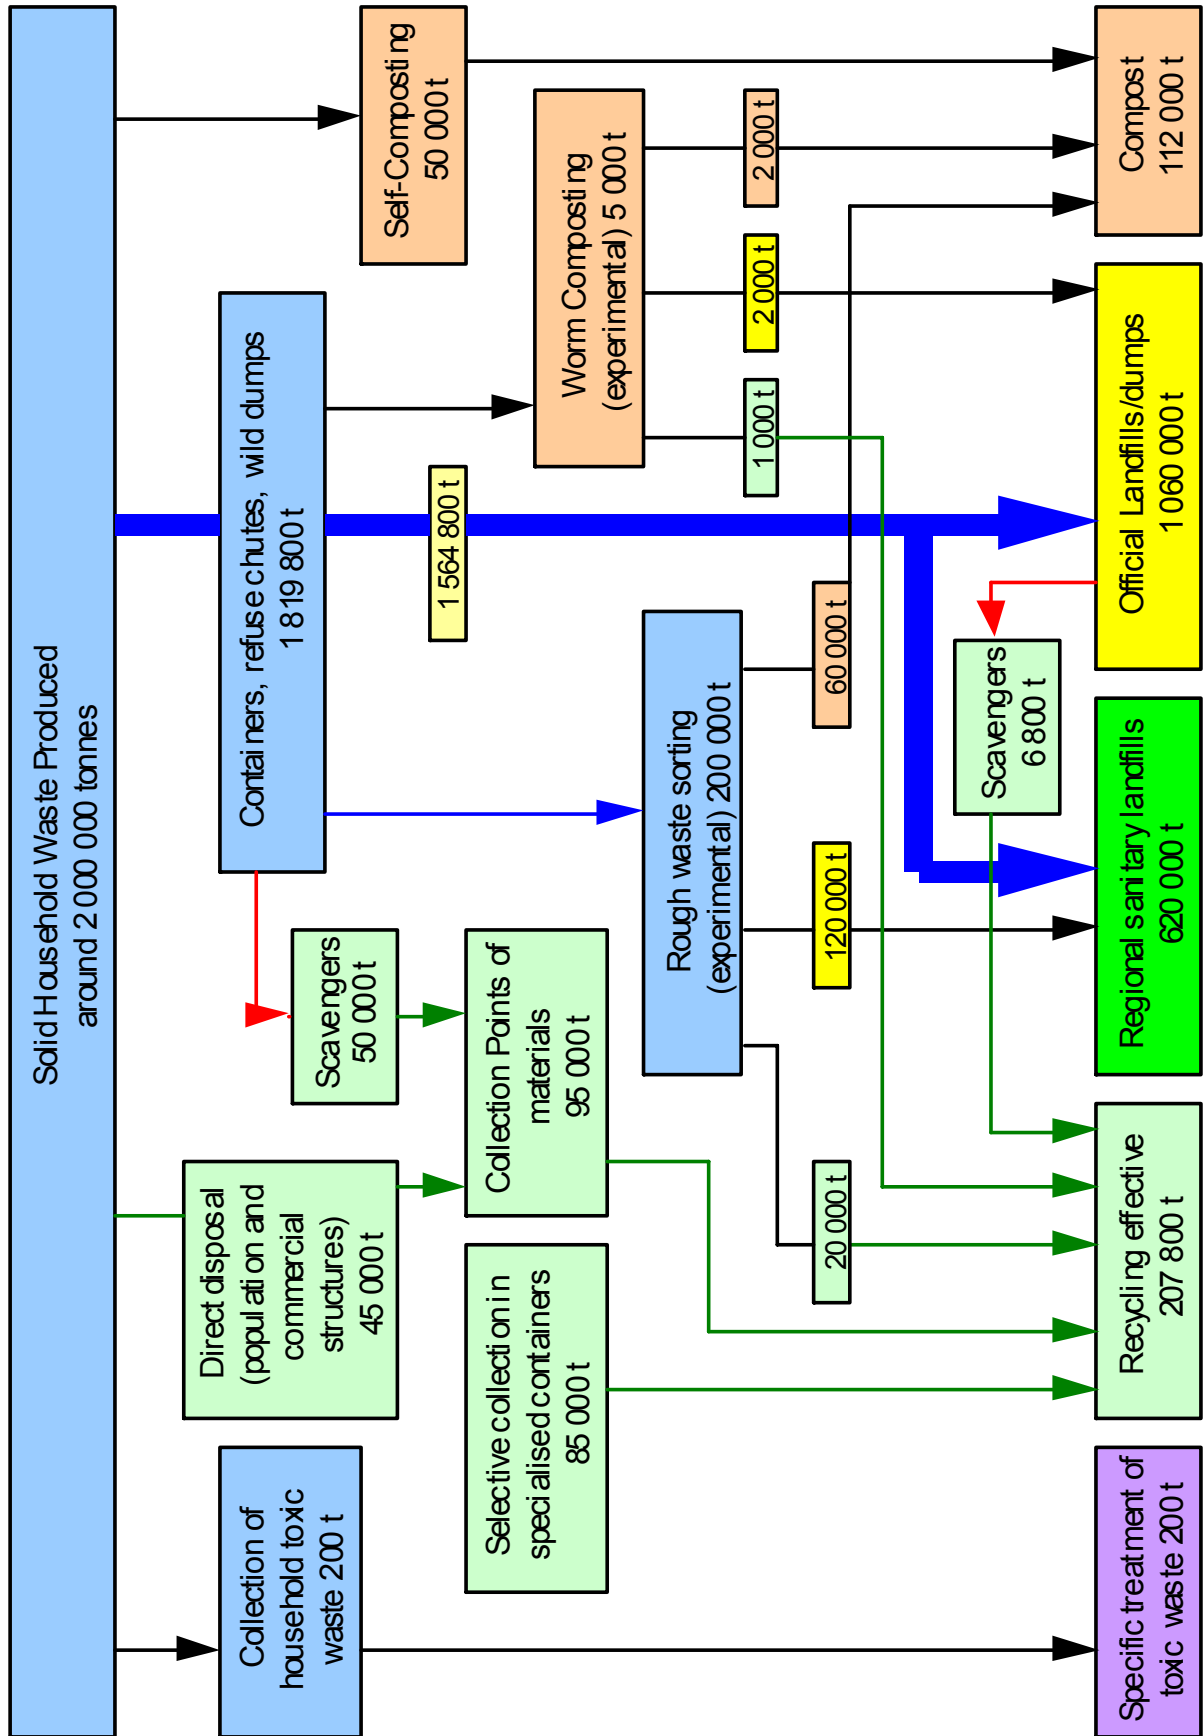 Solid Household Waste Produced
around 2 000 000 tonnes
Collection of
household toxic
waste 200 t
Direct disposal
(population and
commercial
structures)
45 000 t
Containers, refuse chutes, wild dumps
1 819 800 t
Scavengers
50 000 t
Self-Composting
50 000 t
1 564 800 t
Selective collection in
specialised containers
85 000 t
Collection Points of
materials
95 000 t
Worm Composting
(experimental) 5 000 t
Rough waste sorting
(experimental) 200 000 t
1 000 t
2 000 t
2 000 t
20 000 t
120 000 t
60 000 t
Scavengers
6 800 t
Specific treatment of
toxic waste 200 t
Recycling effective
207 800 t
Regional sanitary landfills
620 000 t
Official Landfills/dumps
1 060 000 t
Compost
112 000 t